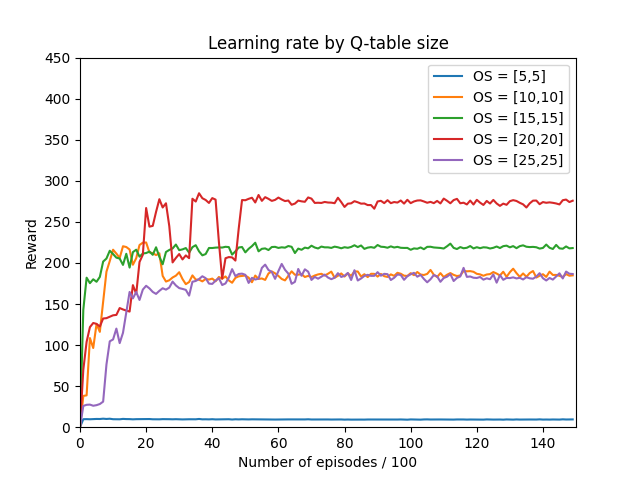 Learning rate by Q-table size
450
400
350
300
250
200
150
100
50
0
Reward
OS = [5,5]
OS = [10,10]
OS = [15,15]
OS = [20,20]
OS = [25,25]
0 20 40 60 80 100 120 140
Number of episodes / 100